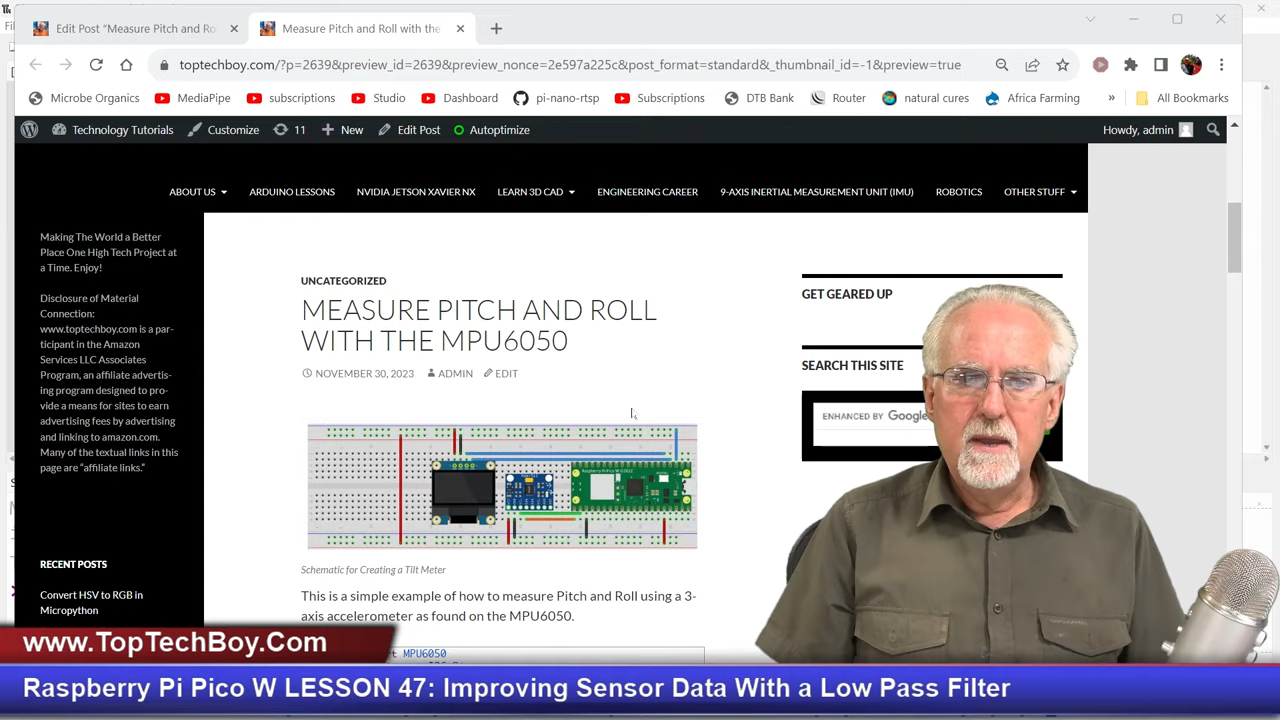 Edit Post “Measure Pitch and Ro
Measure Pitch and Roll with the
toptechboy.com/?p=2639&preview_id=2639&preview_nonce=2e597a225c&post_format=standard&_thumbnail_id=-1&preview=true
Microbe Organics
MediaPipe
subscriptions
Studio
Dashboard
pi-nano-rtsp
Subscriptions
DTB Bank
Router
natural cures
Africa Farming
»
All Bookmarks
Technology Tutorials
Customize
11
New
Edit Post
Autoptimize
Howdy, admin
ABOUT US
ARDUINO LESSONS
NVIDIA JETSON XAVIER NX
LEARN 3D CAD
ENGINEERING CAREER
9-AXIS INERTIAL MEASUREMENT UNIT (IMU)
ROBOTICS
OTHER STUFF
Making The World a Better
Place One High Tech Project at
a Time. Enjoy!
Disclosure of Material
Connection:
www.toptechboy.com is a par-
ticipant in the Amazon
Services LLC Associates
Program, an affiliate advertis-
ing program designed to pro-
vide a means for sites to earn
advertising fees by advertising
and linking to amazon.com.
Many of the textual links in this
page are “affiliate links.”
RECENT POSTS
Convert HSV to RGB in
Micropython
UNCATEGORIZED
MEASURE PITCH AND ROLL
WITH THE MPU6050
NOVEMBER 30, 2023
ADMIN
EDIT
Schematic for Creating a Tilt Meter
This is a simple example of how to measure Pitch and Roll using a 3-
axis accelerometer as found on the MPU6050.
MPU6050
GET GEARED UP
SEARCH THIS SITE
ENHANCED BY Google
www.TopTechBoy.Com
Raspberry Pi Pico W LESSON 47: Improving Sensor Data With a Low Pass Filter